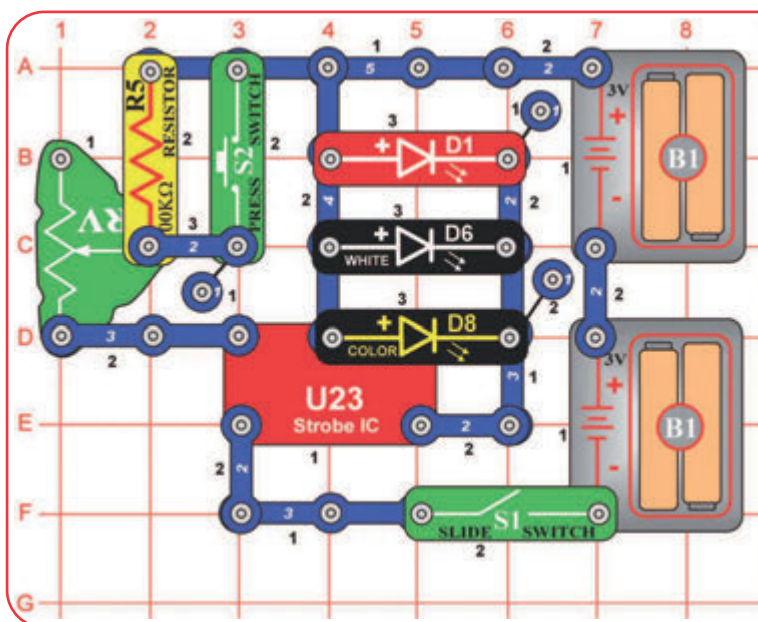 1 2 3 4 5 6 7 8
A
B
C
D
E
F
G
1 2
5 2
R5
RESISTOR
00KΩ
2
S2
PRESS SWITCH
2
1
RV
3
2
1
2
4
3
+ D1
3
+ D6
WHITE
3
+ D8
COLOR
1 1
2 2
1
2
3 1
3V
+
B1
-
1
2 2
3V
+
B1
-
1
3
2
U23
Strobe IC
1
2
2
2 2
3
1
S1
SLIDE SWITCH
2